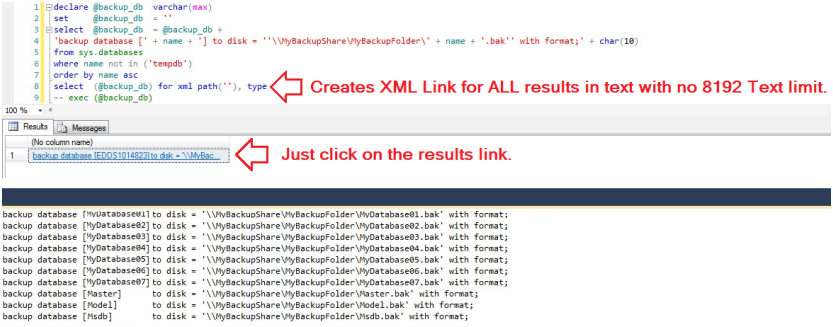 1 declare @backup_db varchar(max)
2 set @backup_db = ''
3 select @backup_db = @backup_db +
4 'backup database [' + name + '] to disk = ''\\MyBackupShare\MyBackupFolder\' + name + '.bak'' with format;' + char(10)
5 from sys.databases
6 where name not in ('tempdb')
7 order by name asc
8 select (@backup_db) for xml path(''), type
Creates XML Link for ALL results in text with no 8192 Text limit.
9 -- exec (@backup_db)
100 %
Results Messages
(No column name)
1 backup database [EDDS1014823] to disk = '\\MyBac...
Just click on the results link.
backup database [MyDatabase01] to disk = '\\MyBackupShare\MyBackupFolder\MyDatabase01.bak' with format;
backup database [MyDatabase02] to disk = '\\MyBackupShare\MyBackupFolder\MyDatabase02.bak' with format;
backup database [MyDatabase03] to disk = '\\MyBackupShare\MyBackupFolder\MyDatabase03.bak' with format;
backup database [MyDatabase04] to disk = '\\MyBackupShare\MyBackupFolder\MyDatabase04.bak' with format;
backup database [MyDatabase05] to disk = '\\MyBackupShare\MyBackupFolder\MyDatabase05.bak' with format;
backup database [MyDatabase06] to disk = '\\MyBackupShare\MyBackupFolder\MyDatabase06.bak' with format;
backup database [MyDatabase07] to disk = '\\MyBackupShare\MyBackupFolder\MyDatabase07.bak' with format;
backup database [Master] to disk = '\\MyBackupShare\MyBackupFolder\Master.bak' with format;
backup database [Model] to disk = '\\MyBackupShare\MyBackupFolder\Model.bak' with format;
backup database [Msdb] to disk = '\\MyBackupShare\MyBackupFolder\Msdb.bak' with format;